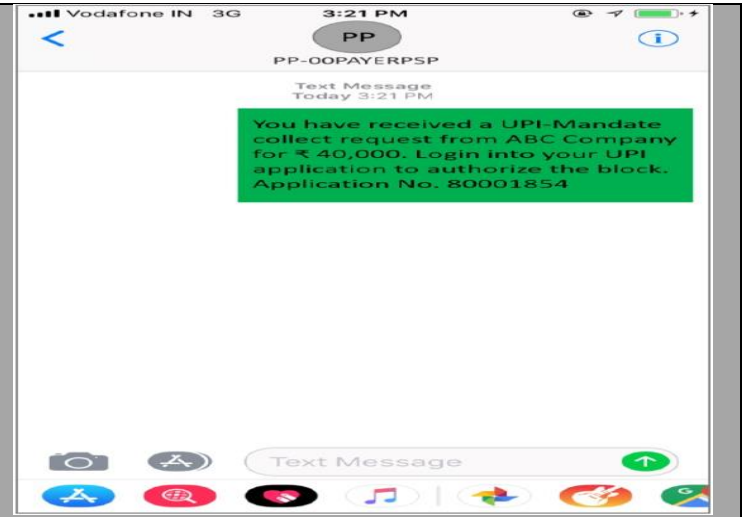 Vodafone IN 3G 3:21 PM
PP
PP-OOPAYERPSP
Text Message
Today 3:21 PM
You have received a UPI-Mandate
collect request from ABC Company
for ₹ 40,000. Login into your UPI
application to authorize the block.
Application No. 80001854
Text Message
G